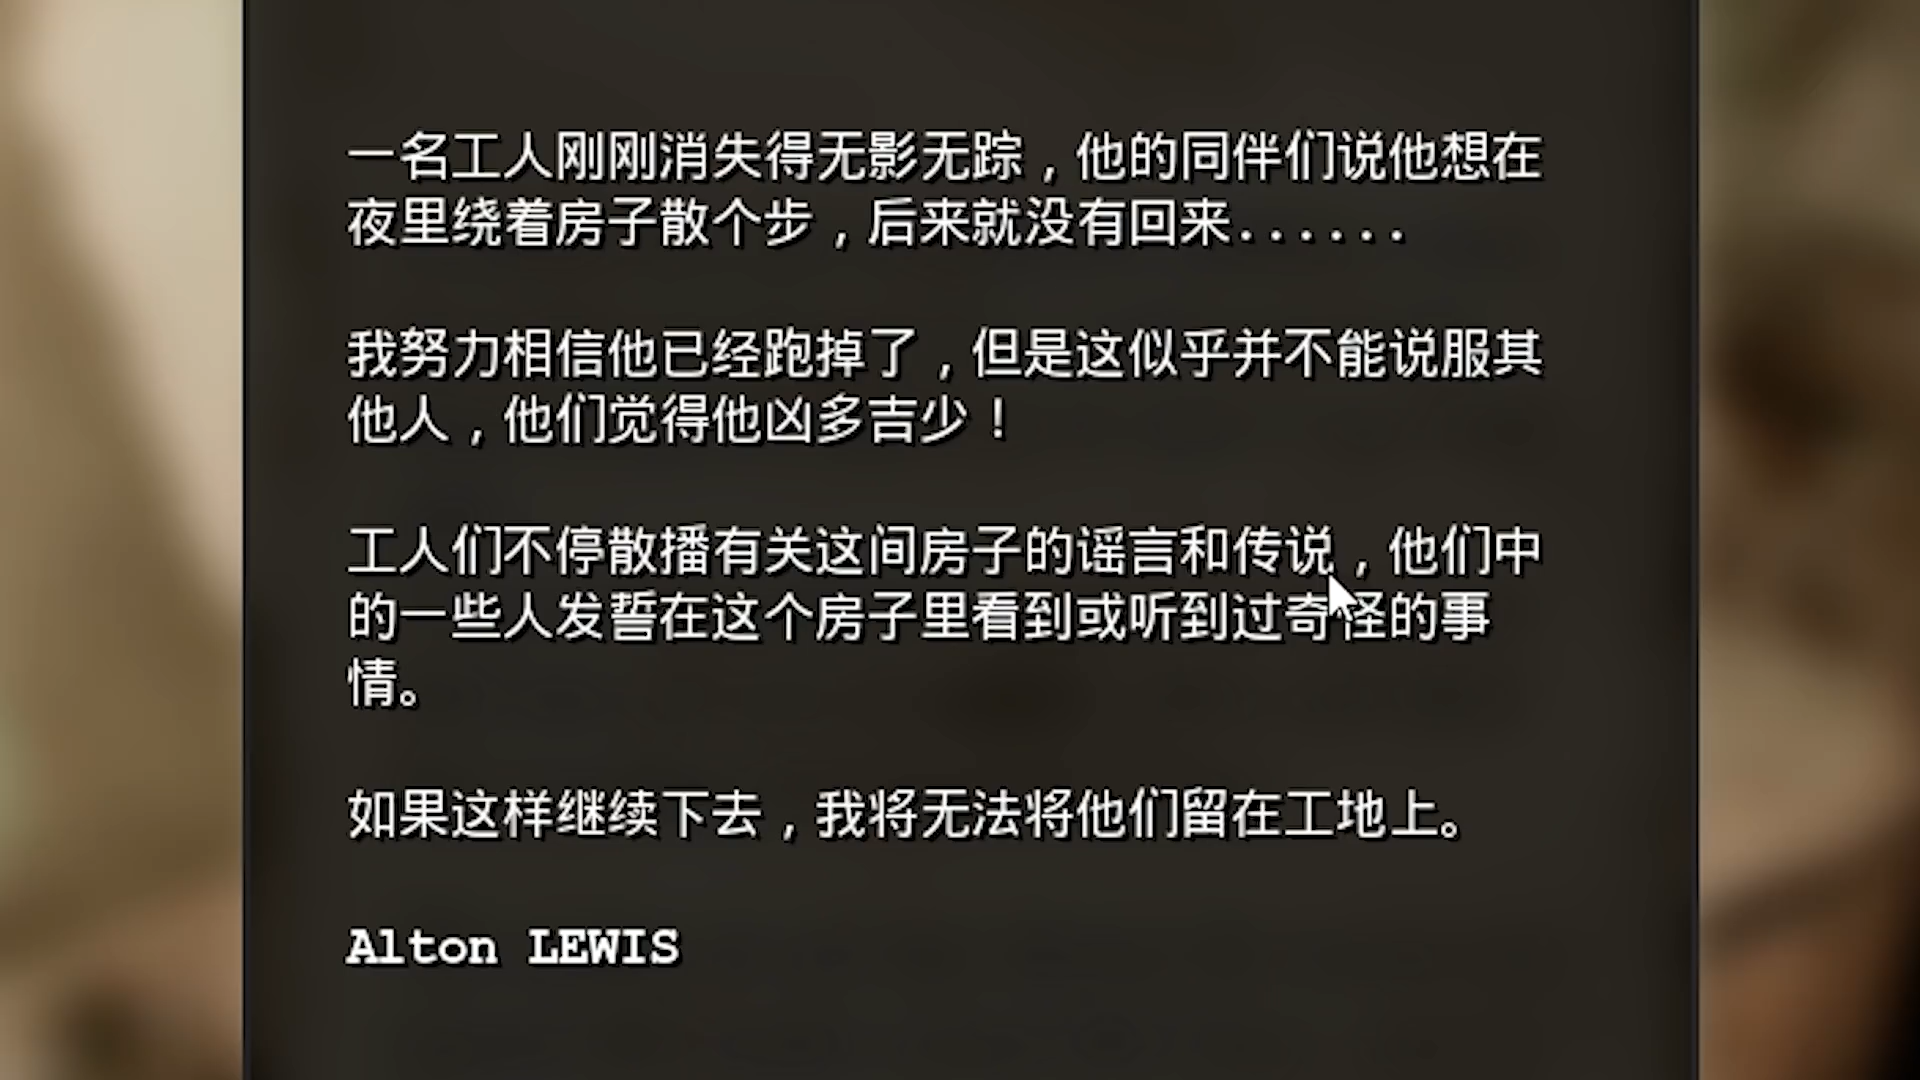 一名工人刚刚消失得无影无踪，他的同伴们说他想在
夜里绕着房子散个步，后来就没有回来......
我努力相信他已经跑掉了，但是这似乎并不能说服其
他人，他们觉得他凶多吉少！
工人们不停散播有关这间房子的谣言和传说，他们中
的一些人发誓在这个房子里看到或听到过奇怪的事
情。
如果这样继续下去，我将无法将他们留在工地上。
Alton LEWIS